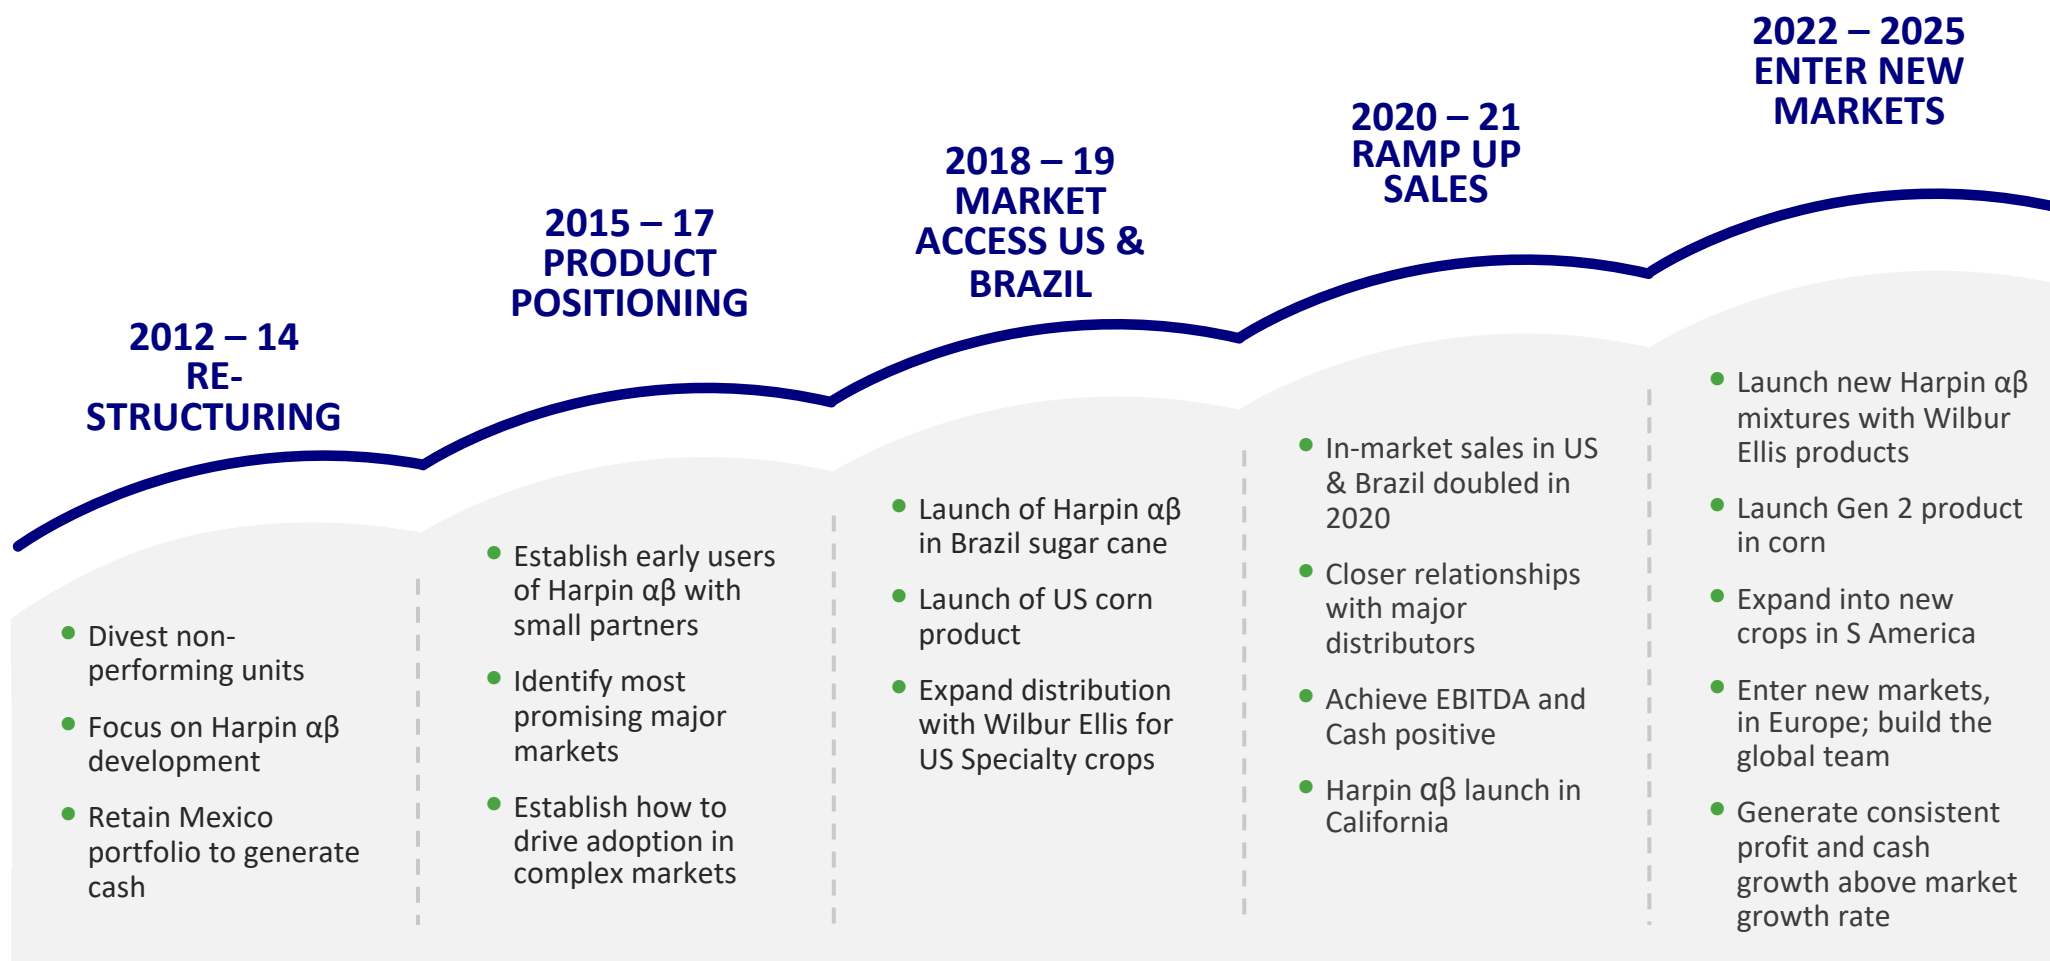 2012 – 14
RE-
STRUCTURING
• Divest non-
performing units
• Focus on Harpin αβ
development
• Retain Mexico
portfolio to generate
cash
2015 – 17
PRODUCT
POSITIONING
• Establish early users
of Harpin αβ with
small partners
• Identify most
promising major
markets
• Establish how to
drive adoption in
complex markets
2018 – 19
MARKET
ACCESS US &
BRAZIL
• Launch of Harpin αβ
in Brazil sugar cane
• Launch of US corn
product
• Expand distribution
with Wilbur Ellis for
US Specialty crops
2020 – 21
RAMP UP
SALES
• In-market sales in US
& Brazil doubled in
2020
• Closer relationships
with major
distributors
• Achieve EBITDA and
Cash positive
• Harpin αβ launch in
California
2022 – 2025
ENTER NEW
MARKETS
• Launch new Harpin αβ
mixtures with Wilbur
Ellis products
• Launch Gen 2 product
in corn
• Expand into new
crops in S America
• Enter new markets,
in Europe; build the
global team
• Generate consistent
profit and cash
growth above market
growth rate